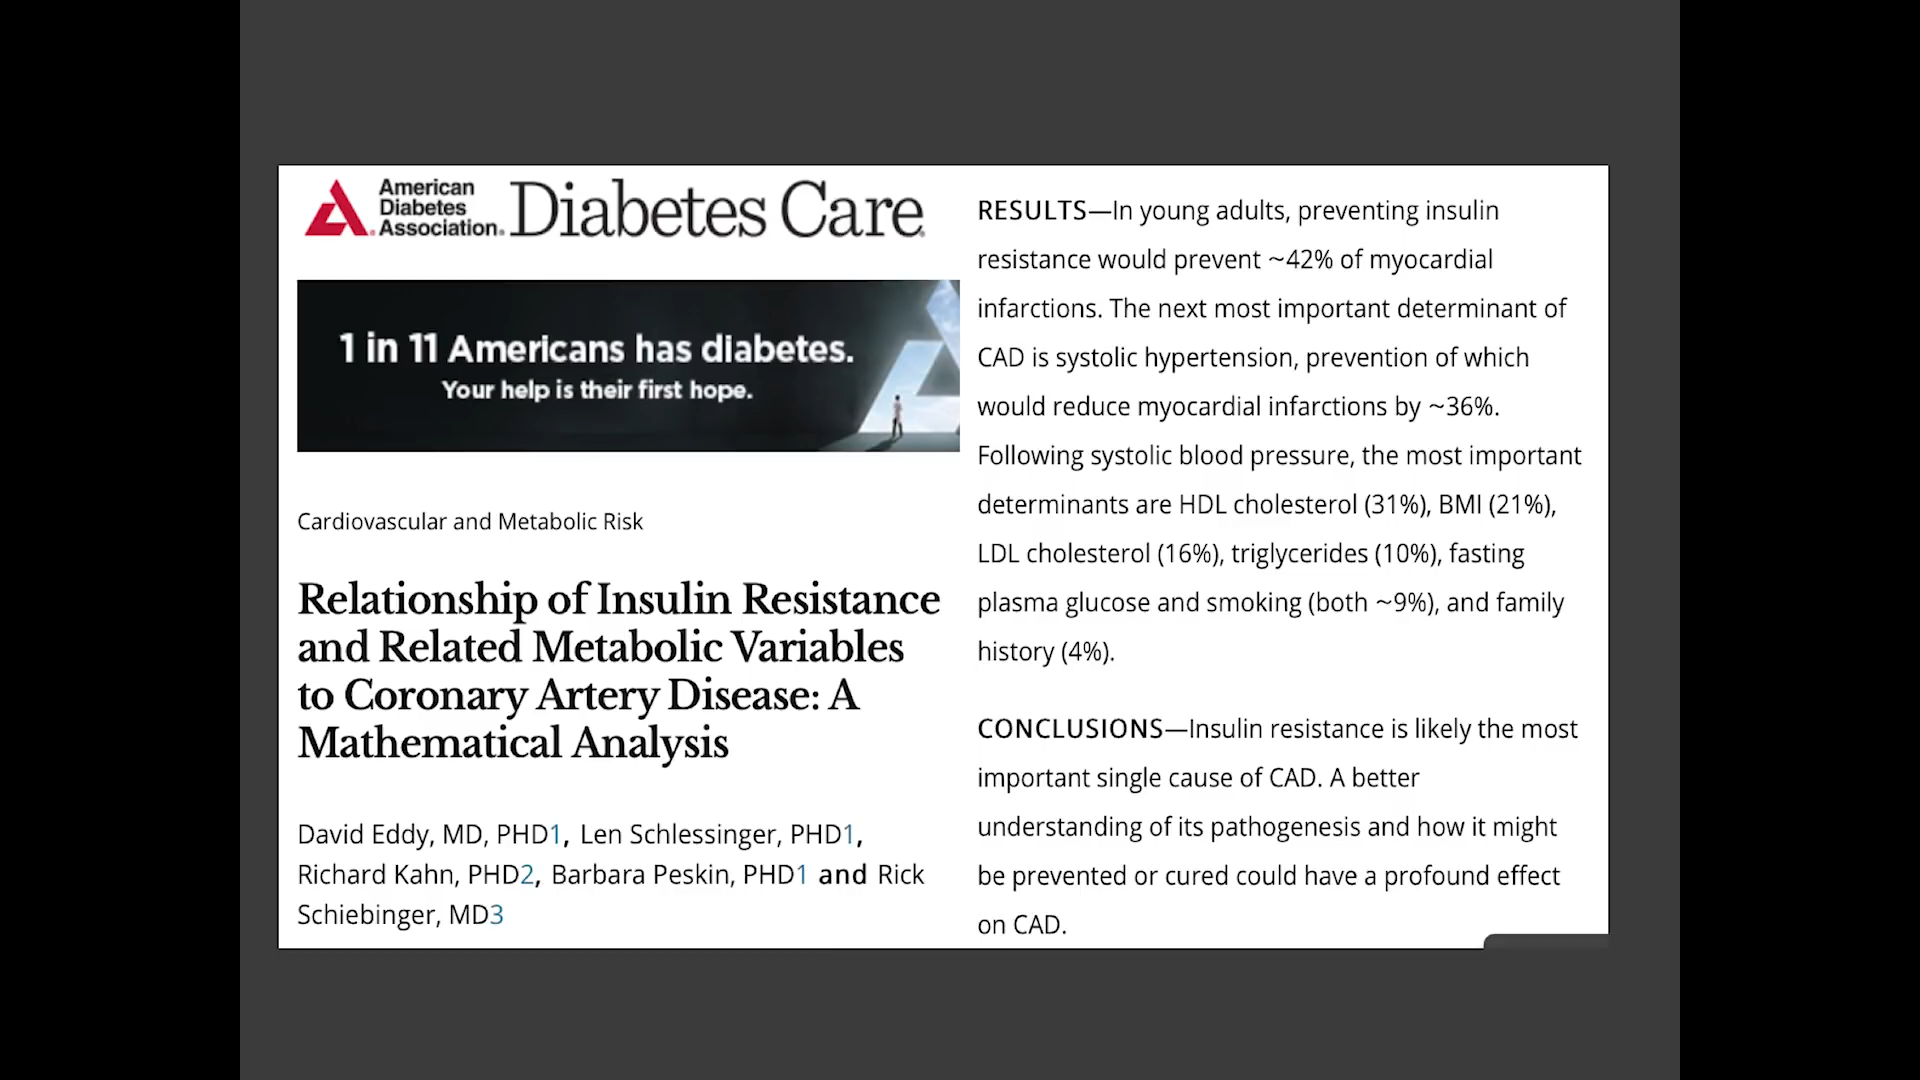 American
Diabetes
Association.
Diabetes Care
1 in 11 Americans has diabetes.
Your help is their first hope.
Cardiovascular and Metabolic Risk
Relationship of Insulin Resistance
and Related Metabolic Variables
to Coronary Artery Disease: A
Mathematical Analysis
David Eddy, MD, PHD1, Len Schlessinger, PHD1,
Richard Kahn, PHD2, Barbara Peskin, PHD1 and Rick
Schiebinger, MD3
RESULTS—In young adults, preventing insulin
resistance would prevent ~42% of myocardial
infarctions. The next most important determinant of
CAD is systolic hypertension, prevention of which
would reduce myocardial infarctions by ~36%.
Following systolic blood pressure, the most important
determinants are HDL cholesterol (31%), BMI (21%),
LDL cholesterol (16%), triglycerides (10%), fasting
plasma glucose and smoking (both ~9%), and family
history (4%).
CONCLUSIONS—Insulin resistance is likely the most
important single cause of CAD. A better
understanding of its pathogenesis and how it might
be prevented or cured could have a profound effect
on CAD.